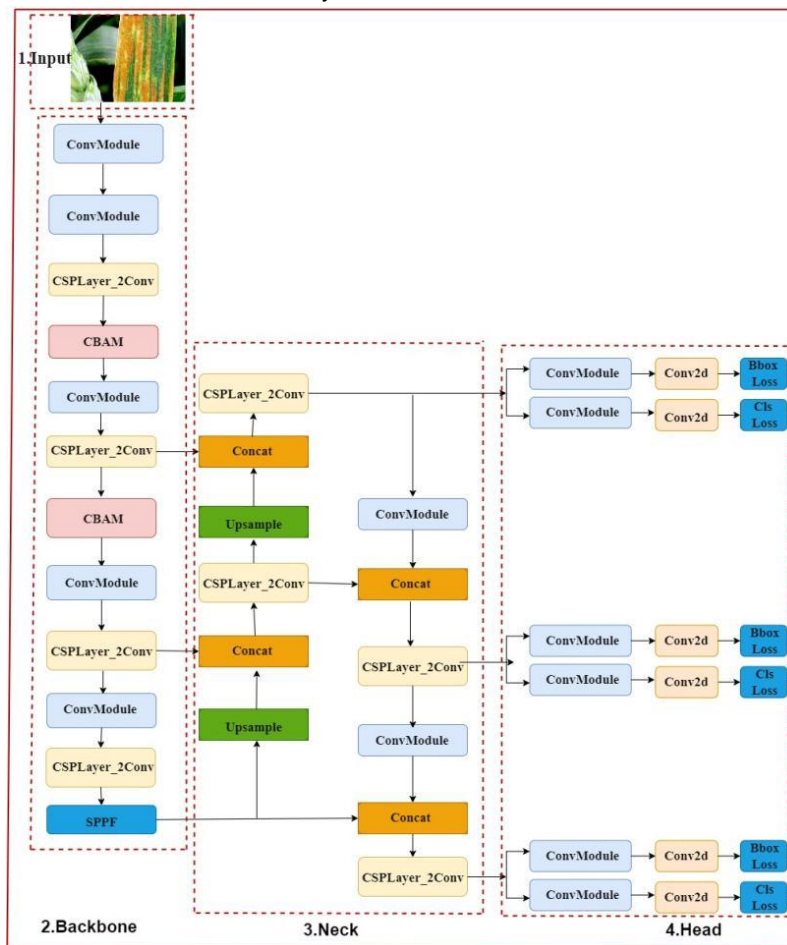 1.Input
ConvModule
ConvModule
CSPLayer_2Conv
CBAM
ConvModule
CSPLayer_2Conv
CBAM
ConvModule
CSPLayer_2Conv
ConvModule
CSPLayer_2Conv
SPPF
2.Backbone
CSPLayer_2Conv
Concat
Upsample
CSPLayer_2Conv
Concat
Upsample
ConvModule
Concat
CSPLayer_2Conv
ConvModule
Concat
CSPLayer_2Conv
3.Neck
ConvModule Conv2d Bbox
Loss
ConvModule Conv2d Cls
Loss
ConvModule Conv2d Bbox
Loss
ConvModule Conv2d Cls
Loss
ConvModule Conv2d Bbox
Loss
ConvModule Conv2d Cls
Loss
4.Head